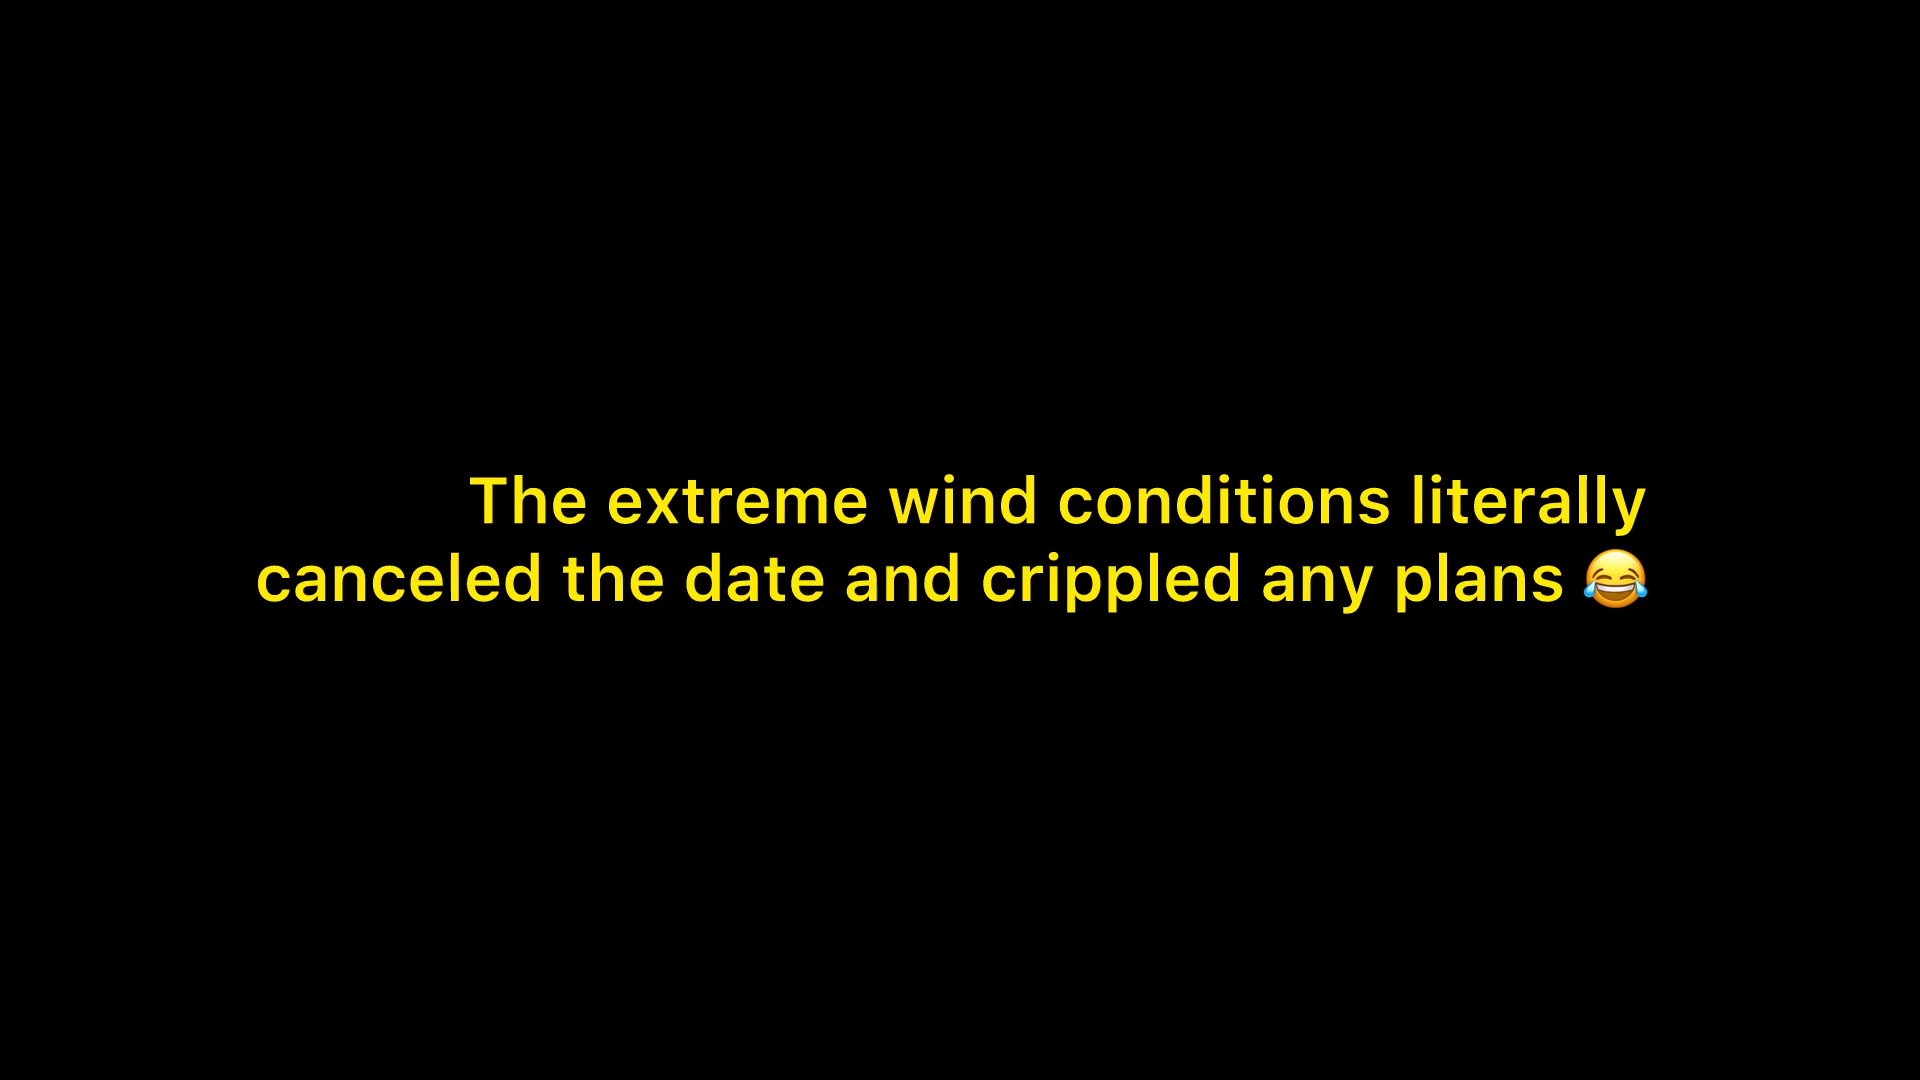 The extreme wind conditions literally
canceled the date and crippled any plans 😂